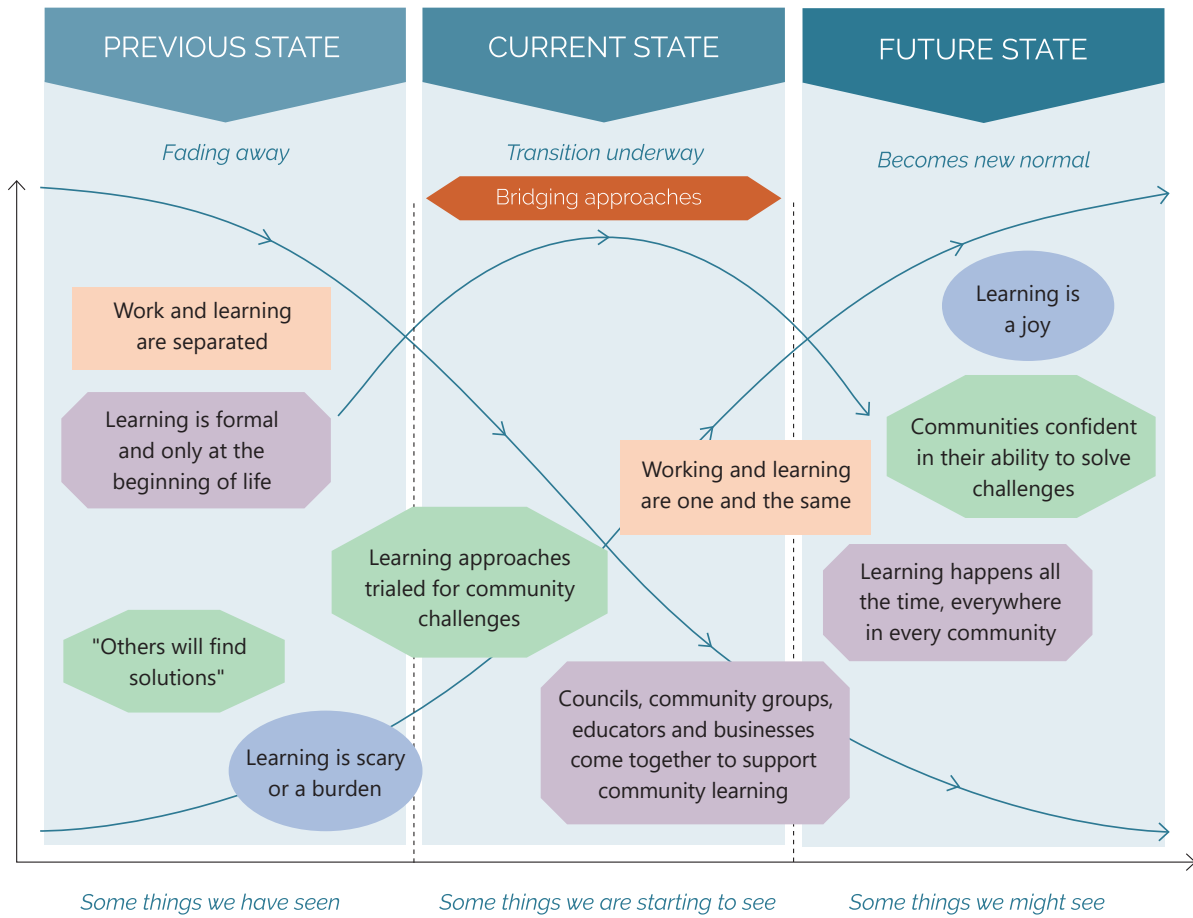 PREVIOUS STATE
CURRENT STATE
FUTURE STATE
Fading away
Transition underway
Becomes new normal
Bridging approaches
Work and learning
are separated
Learning is formal
and only at the
beginning of life
"Others will find
solutions"
Learning is scary
or a burden
Learning approaches
trialed for community
challenges
Working and learning
are one and the same
Councils, community groups,
educators and businesses
come together to support
community learning
Learning is
a joy
Communities confident
in their ability to solve
challenges
Learning happens all
the time, everywhere
in every community
Some things we have seen
Some things we are starting to see
Some things we might see